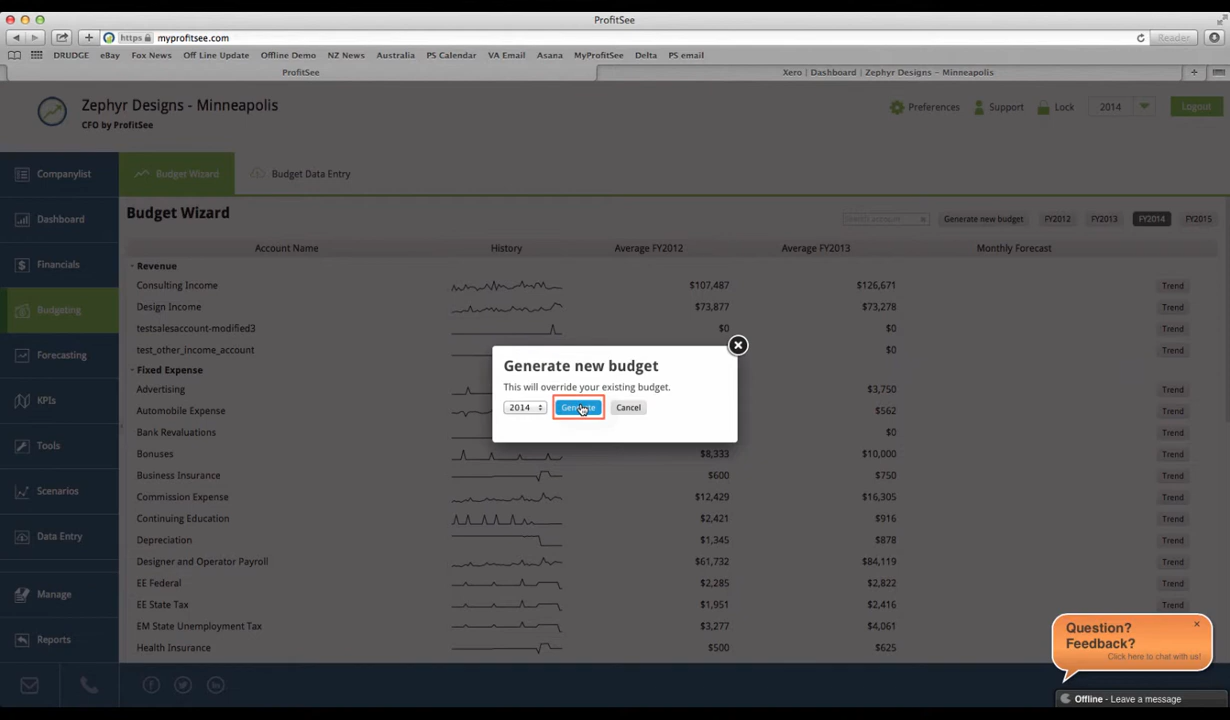 ProfitSee
https myprofitsee.com
Reader
DRUDGE eBay Fox News Off Line Update Offline Demo NZ News Australia PS Calendar VA Email Asana MyProfitSee Delta PS email
ProfitSee
Xero | Dashboard | Zephyr Designs – Minneapolis
Zephyr Designs - Minneapolis
CFO by ProfitSee
Preferences Support Lock 2014 Logout
Companylist
Dashboard
Financials
Budgeting
Forecasting
KPIs
Tools
Scenarios
Data Entry
Manage
Reports
Budget Wizard Budget Data Entry
Budget Wizard
Generate new budget FY2012 FY2013 FY2014 FY2015
Account Name History Average FY2012 Average FY2013 Monthly Forecast
- Revenue
Consulting Income $107,487 $126,671 Trend
Design Income $73,877 $73,278 Trend
testsalesaccount-modified3 $0 $0 Trend
test_other_income_account $0 Trend
- Fixed Expense
Advertising $3,750 Trend
Automobile Expense $562 Trend
Bank Revaluations $0 Trend
Bonuses $8,333 $10,000 Trend
Business Insurance $600 $750 Trend
Commission Expense $12,429 $16,305 Trend
Continuing Education $2,421 $916 Trend
Depreciation $1,345 $878 Trend
Designer and Operator Payroll $61,732 $84,119 Trend
EE Federal $2,285 $2,822 Trend
EE State Tax $1,951 $2,416 Trend
EM State Unemployment Tax $3,277 $4,061
Health Insurance $500 $625
Generate new budget
This will override your existing budget.
2014 Generate Cancel
Question?
Feedback?
Click here to chat with us!
Offline - Leave a message